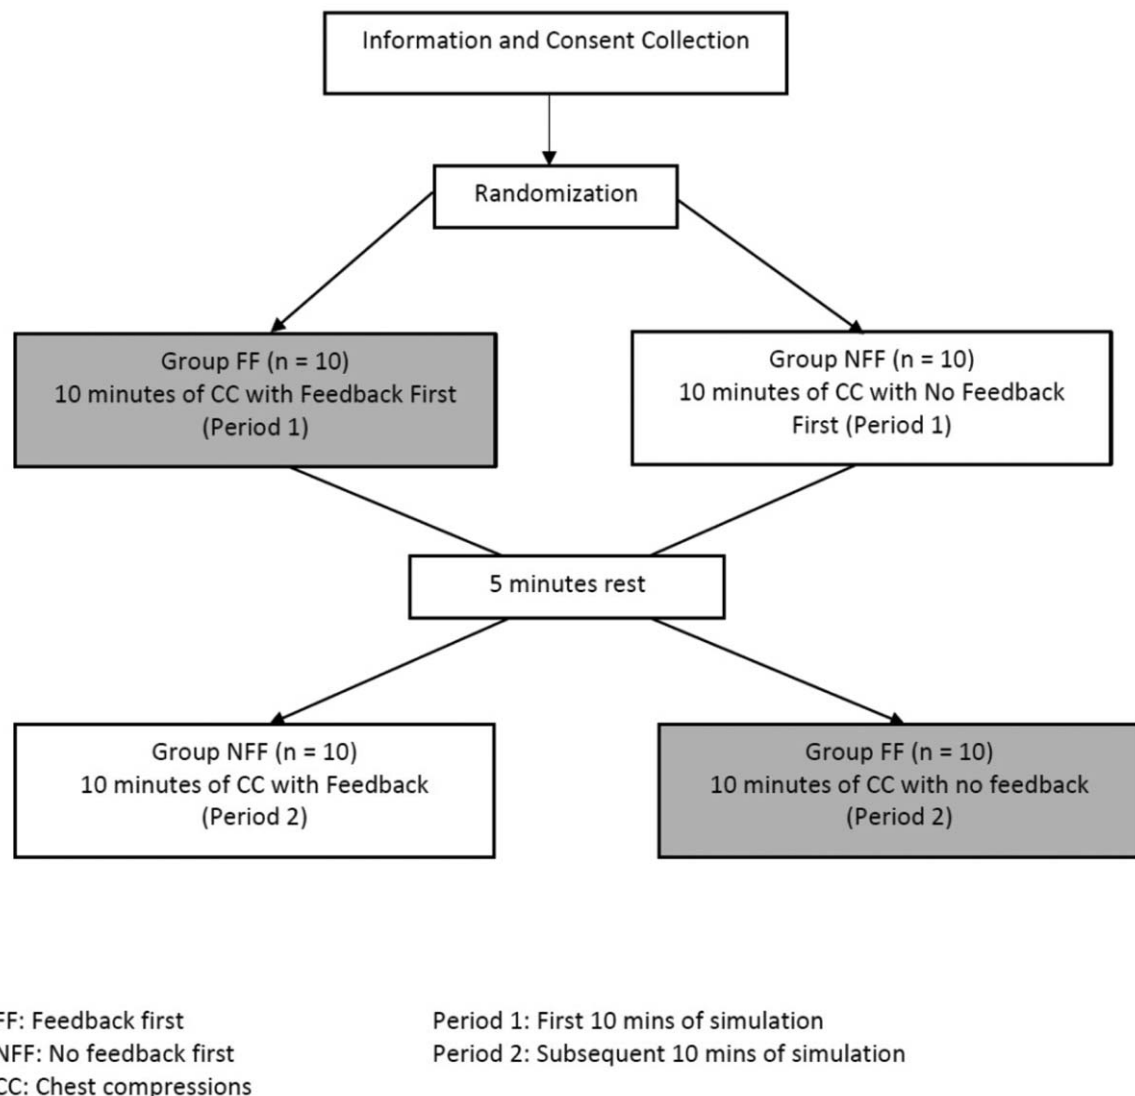 Information and Consent Collection
Randomization
Group FF (n = 10)
10 minutes of CC with Feedback First
(Period 1)
Group NFF (n = 10)
10 minutes of CC with No Feedback
First (Period 1)
5 minutes rest
Group NFF (n = 10)
10 minutes of CC with Feedback
(Period 2)
Group FF (n = 10)
10 minutes of CC with no feedback
(Period 2)
FF: Feedback first
NFF: No feedback first
CC: Chest compressions
Period 1: First 10 mins of simulation
Period 2: Subsequent 10 mins of simulation